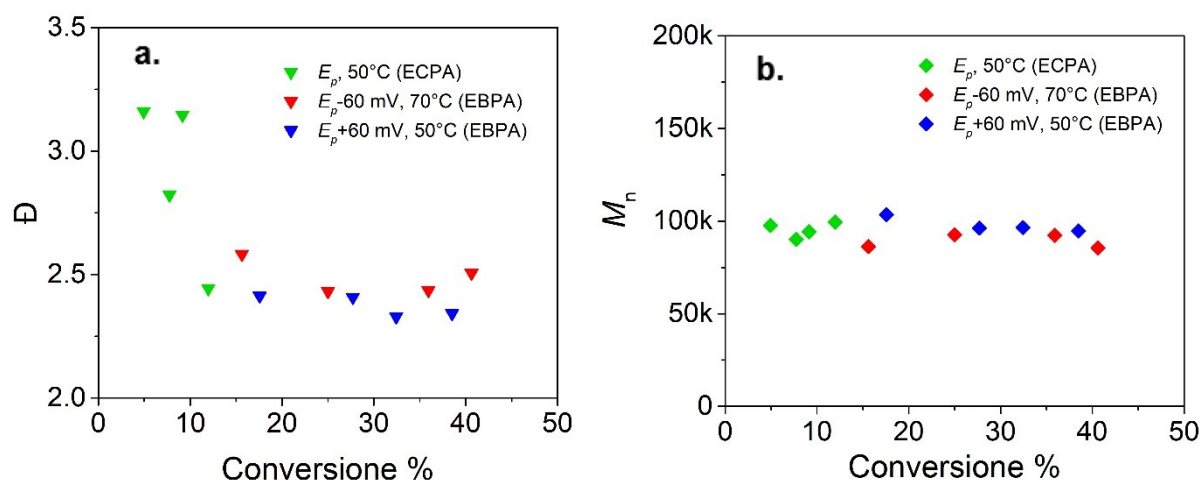 a.
3.5
3.0
2.5
2.0
Đ
Ep, 50°C (ECPA)
Ep-60 mV, 70°C (EBPA)
Ep+60 mV, 50°C (EBPA)
0 10 20 30 40 50
Conversione %
b.
200k
150k
100k
50k
0
Mn
Ep, 50°C (ECPA)
Ep-60 mV, 70°C (EBPA)
Ep+60 mV, 50°C (EBPA)
0 10 20 30 40 50
Conversione %